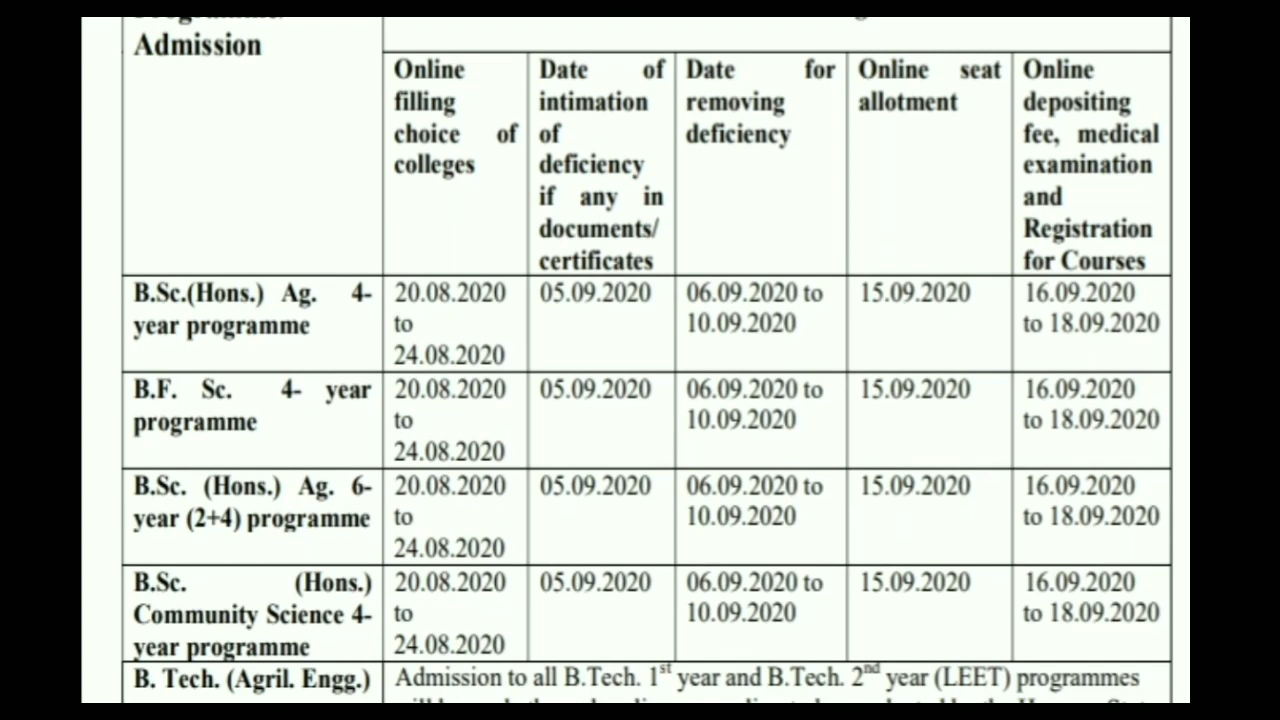 Admission
Online
filling
choice of
colleges
Date of
intimation
of
deficiency
if any in
documents/
certificates
Date for
removing
deficiency
Online seat
allotment
Online
depositing
fee, medical
examination
and
Registration
for Courses
B.Sc.(Hons.) Ag. 4-
year programme
20.08.2020
to
24.08.2020
05.09.2020
06.09.2020 to
10.09.2020
15.09.2020
16.09.2020
to 18.09.2020
B.F. Sc. 4- year
programme
20.08.2020
to
24.08.2020
05.09.2020
06.09.2020 to
10.09.2020
15.09.2020
16.09.2020
to 18.09.2020
B.Sc. (Hons.) Ag. 6-
year (2+4) programme
20.08.2020
to
24.08.2020
05.09.2020
06.09.2020 to
10.09.2020
15.09.2020
16.09.2020
to 18.09.2020
B.Sc. (Hons.)
Community Science 4-
year programme
20.08.2020
to
24.08.2020
05.09.2020
06.09.2020 to
10.09.2020
15.09.2020
16.09.2020
to 18.09.2020
B. Tech. (Agril. Engg.)
Admission to all B.Tech. 1st year and B.Tech. 2nd year (LEET) programmes